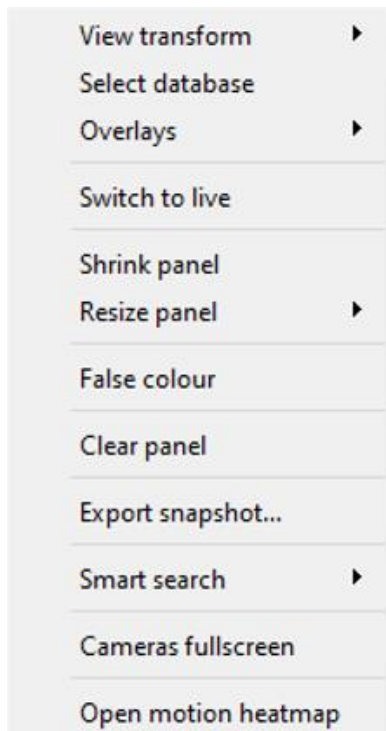 View transform
Select database
Overlays
Switch to live
Shrink panel
Resize panel
False colour
Clear panel
Export snapshot...
Smart search
Cameras fullscreen
Open motion heatmap